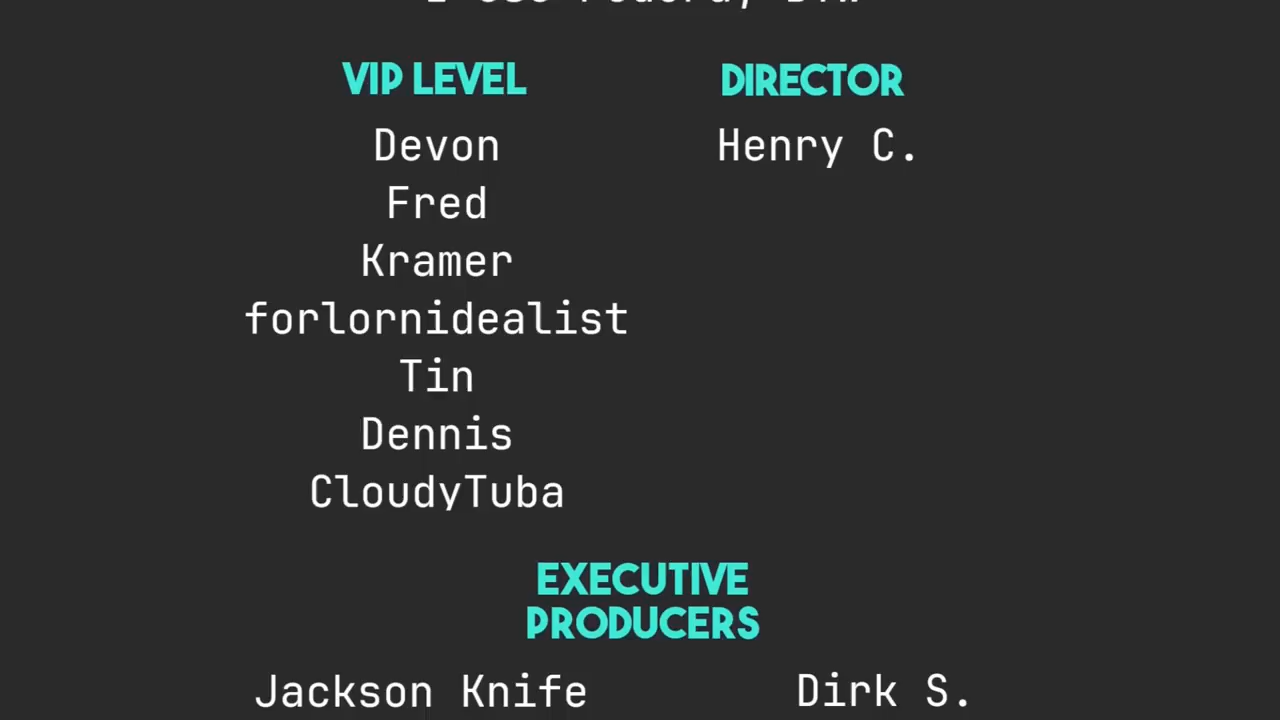 VIP LEVEL
Devon
Fred
Kramer
forlornidealist
Tin
Dennis
CloudyTuba
DIRECTOR
Henry C.
EXECUTIVE
PRODUCERS
Jackson Knife
Dirk S.